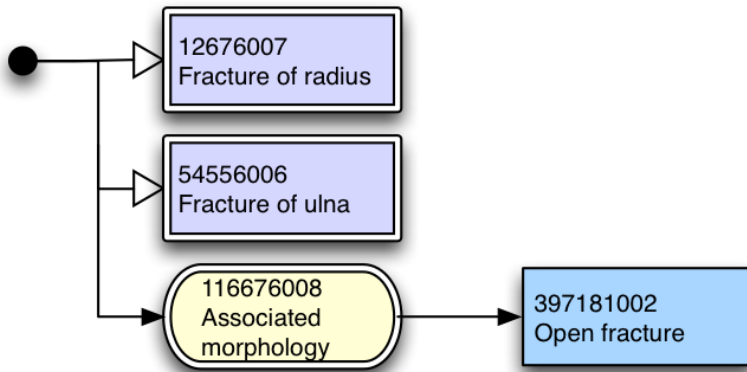 12676007
Fracture of radius
54556006
Fracture of ulna
116676008
Associated
morphology
397181002
Open fracture